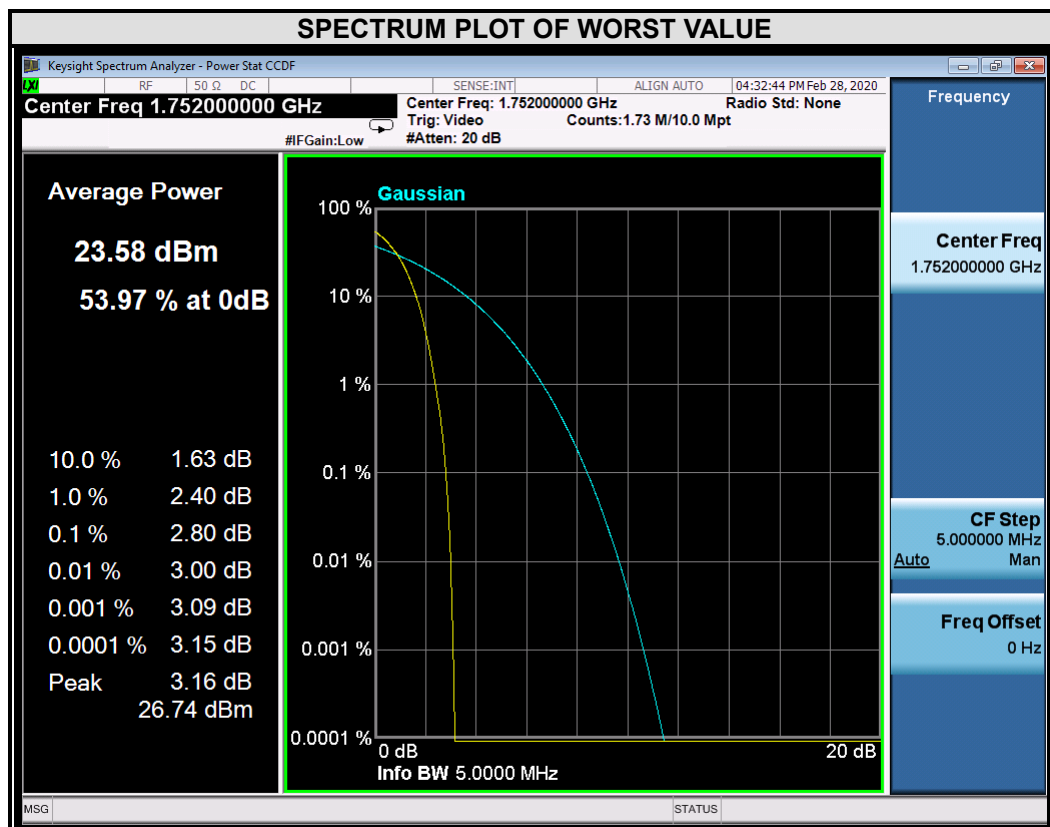 SPECTRUM PLOT OF WORST VALUE
Keysight Spectrum Analyzer - Power Stat CCDF
LXI RF 50 Ω DC SENSE:INT ALIGN AUTO 04:32:44 PM Feb 28, 2020
Center Freq 1.752000000 GHz
Center Freq: 1.752000000 GHz Radio Std: None
Trig: Video Counts:1.73 M/10.0 Mpt
#IFGain:Low #Atten: 20 dB
Average Power
23.58 dBm
53.97 % at 0dB
10.0 % 1.63 dB
1.0 % 2.40 dB
0.1 % 2.80 dB
0.01 % 3.00 dB
0.001 % 3.09 dB
0.0001 % 3.15 dB
Peak 3.16 dB
26.74 dBm
Gaussian
100 %
10 %
1 %
0.1 %
0.01 %
0.001 %
0.0001 %
0 dB 20 dB
Info BW 5.0000 MHz
Frequency
Center Freq
1.752000000 GHz
CF Step
5.000000 MHz
Auto Man
Freq Offset
0 Hz
MSG STATUS